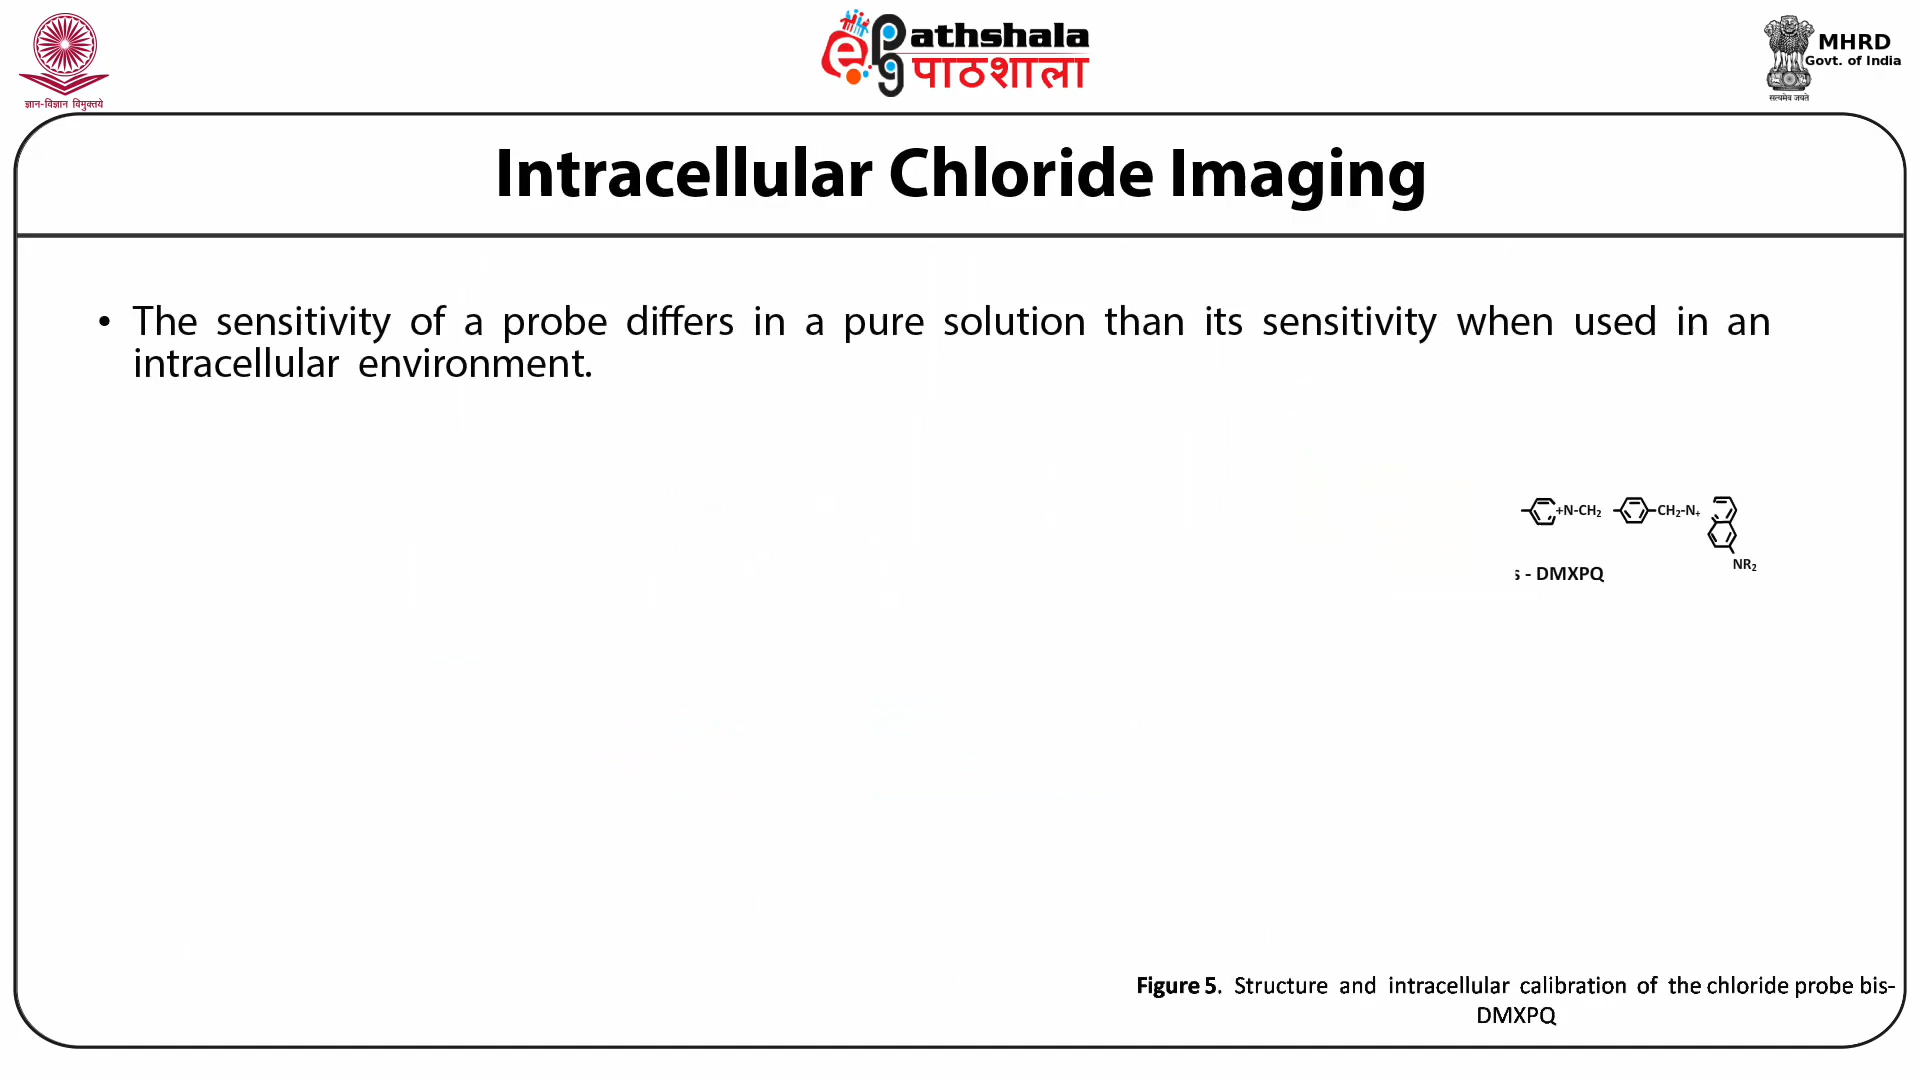 ज्ञान-विज्ञान विमुक्तये
ePathshala
पाठशाला
MHRD
Govt. of India
सत्यमेव जयते
Intracellular Chloride Imaging
• The sensitivity of a probe differs in a pure solution than its sensitivity when used in an
intracellular environment.
+N-CH₂ CH₂-N+
NR₂
s - DMXPQ
Figure 5. Structure and intracellular calibration of the chloride probe bis-
DMXPQ